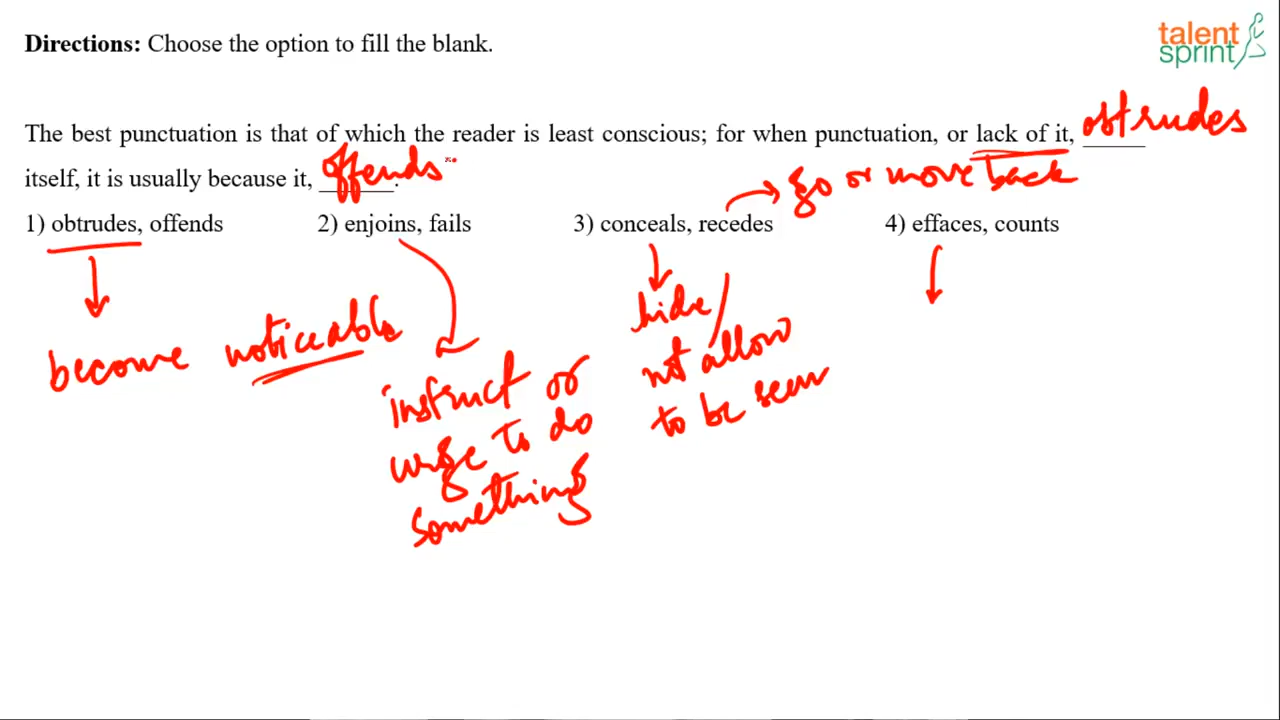 Directions: Choose the option to fill the blank.
talent
sprint
The best punctuation is that of which the reader is least conscious; for when punctuation, or lack of it, obtrudes
itself, it is usually because it, offends.
go or move back
1) obtrudes, offends 2) enjoins, fails 3) conceals, recedes 4) effaces, counts
become noticeable
instruct or
urge to do
something
hide/
not allow
to be seen